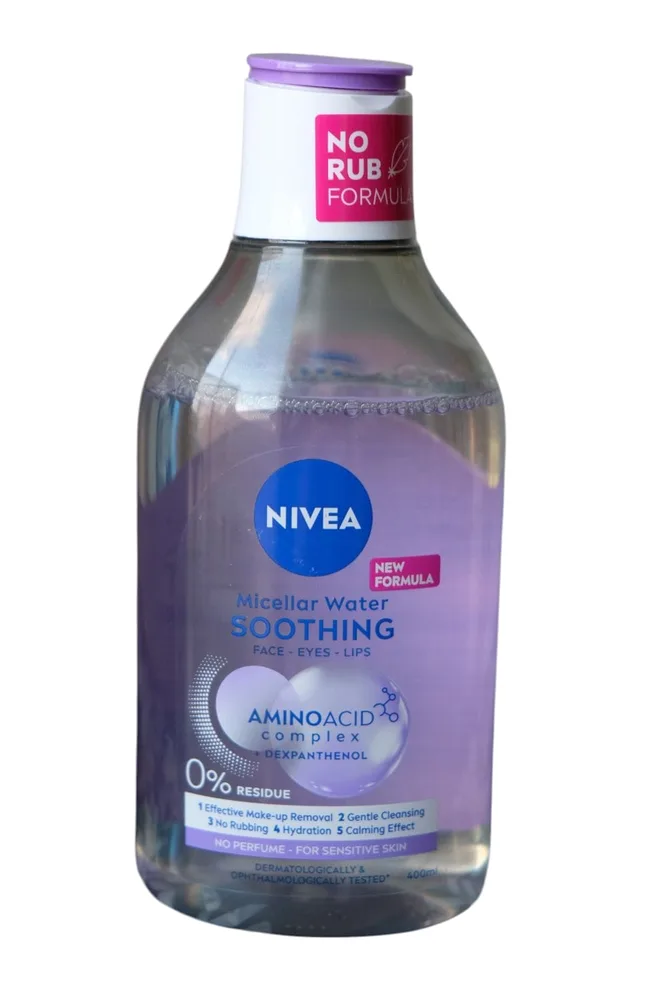 NO
RUB
FORMULA
NIVEA
NEW
FORMULA
Micellar Water
SOOTHING
FACE - EYES - LIPS
AMINOACID
complex
+ DEXPANTHENOL
0% RESIDUE
1 Effective Make-up Removal 2 Gentle Cleansing
3 No Rubbing 4 Hydration 5 Calming Effect
NO PERFUME - FOR SENSITIVE SKIN
DERMATOLOGICALLY &
OPHTHALMOLOGICALLY TESTED* 400ml